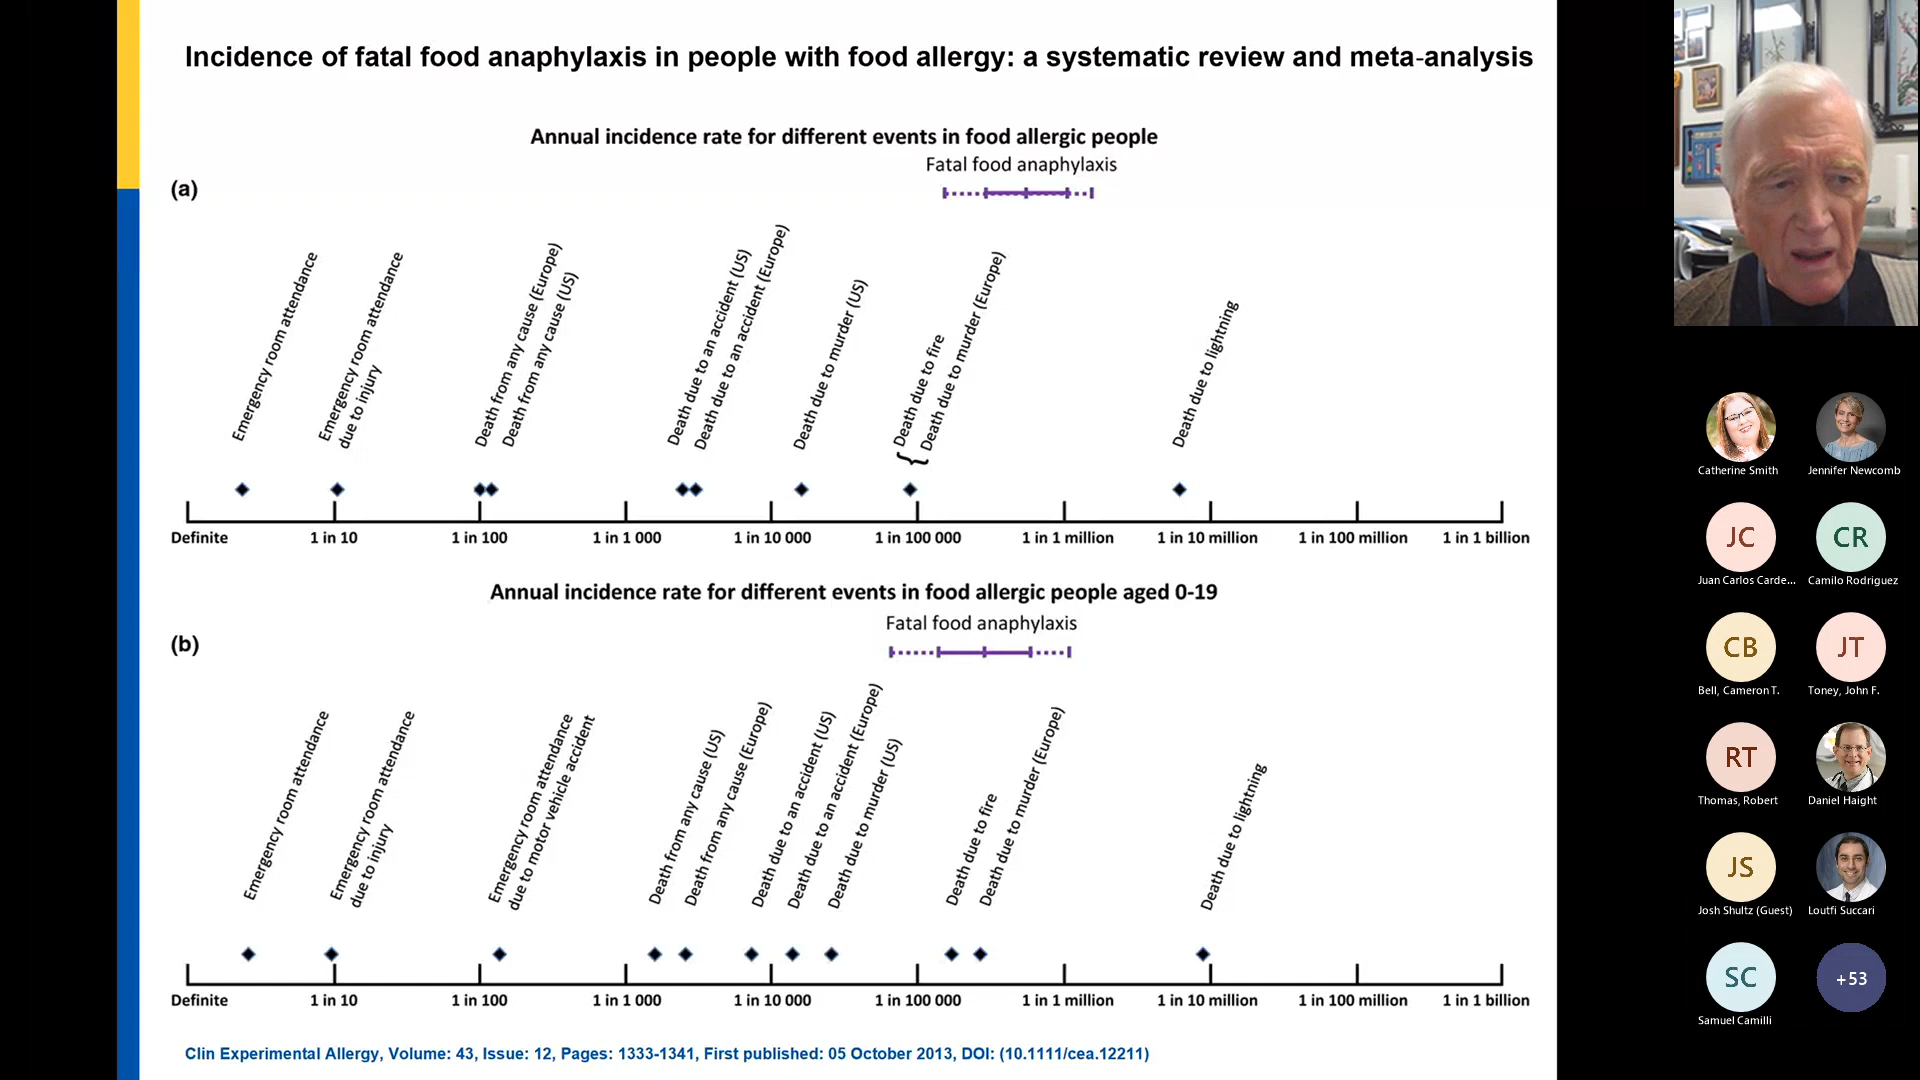 Incidence of fatal food anaphylaxis in people with food allergy: a systematic review and meta-analysis
Annual incidence rate for different events in food allergic people
Fatal food anaphylaxis
(a)
Emergency room attendance
Emergency room attendance
due to injury
Death from any cause (Europe)
Death from any cause (US)
Death due to an accident (US)
Death due to an accident (Europe)
Death due to murder (US)
Death due to fire
Death due to murder (Europe)
Death due to lightning
Definite
1 in 10
1 in 100
1 in 1 000
1 in 10 000
1 in 100 000
1 in 1 million
1 in 10 million
1 in 100 million
1 in 1 billion
Annual incidence rate for different events in food allergic people aged 0-19
Fatal food anaphylaxis
(b)
Emergency room attendance
Emergency room attendance
due to injury
Emergency room attendance
due to motor vehicle accident
Death from any cause (US)
Death from any cause (Europe)
Death due to an accident (US)
Death due to an accident (Europe)
Death due to murder (US)
Death due to fire
Death due to murder (Europe)
Death due to lightning
Definite
1 in 10
1 in 100
1 in 1 000
1 in 10 000
1 in 100 000
1 in 1 million
1 in 10 million
1 in 100 million
1 in 1 billion
Clin Experimental Allergy, Volume: 43, Issue: 12, Pages: 1333-1341, First published: 05 October 2013, DOI: (10.1111/cea.12211)
Catherine Smith
Jennifer Newcomb
JC
Juan Carlos Carde...
CR
Camilo Rodriguez
CB
Bell, Cameron T.
JT
Toney, John F.
RT
Thomas, Robert
Daniel Haight
JS
Josh Shultz (Guest)
Loutfi Succari
SC
Samuel Camilli
+53